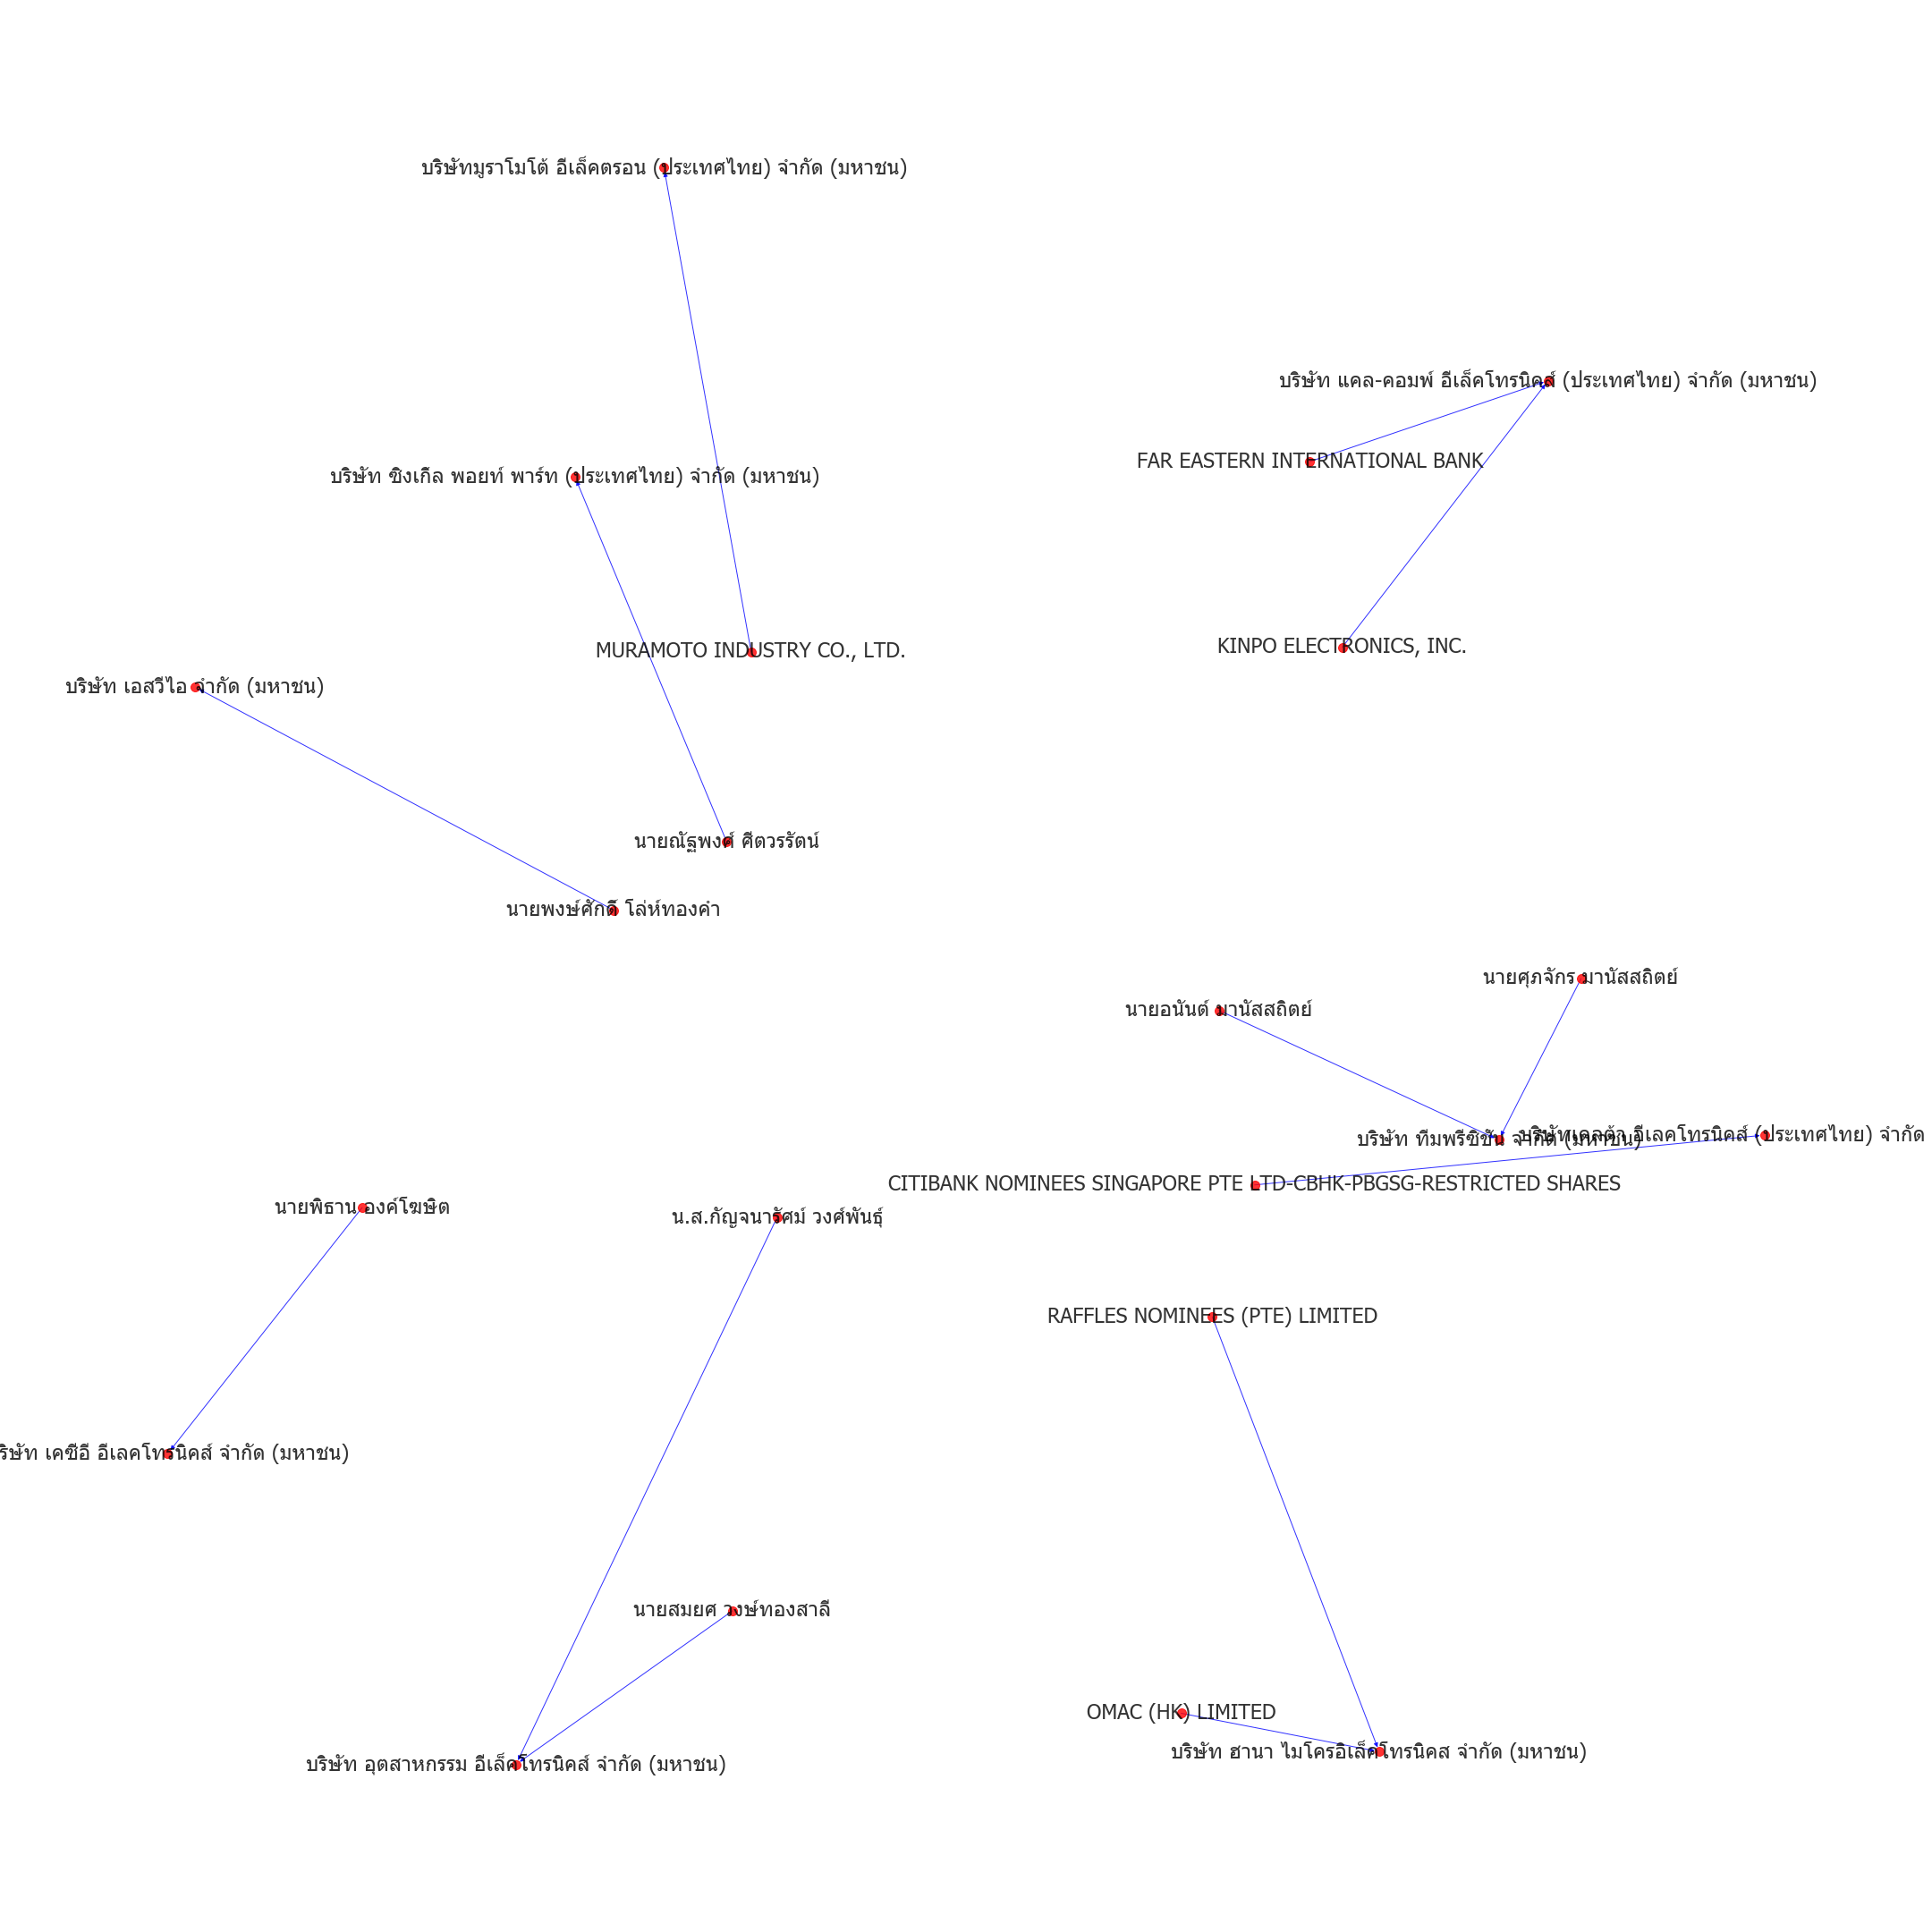 บริษัทมูราโมโต้ อีเล็คตรอน (ประเทศไทย) จำกัด (มหาชน)
บริษัท แคล-คอมพ์ อีเล็คโทรนิคส์ (ประเทศไทย) จำกัด (มหาชน)
FAR EASTERN INTERNATIONAL BANK
บริษัท ซิงเกิ้ล พอยท์ พาร์ท (ประเทศไทย) จำกัด (มหาชน)
KINPO ELECTRONICS, INC.
MURAMOTO INDUSTRY CO., LTD.
บริษัท เอสวีไอ จำกัด (มหาชน)
นายณัฐพงศ์ ศีตวรรัตน์
นายพงษ์ศักดิ์ โล่ห์ทองคำ
นายศุภจักร มานัสสถิตย์
นายอนันต์ มานัสสถิตย์
บริษัทเดลต้า อีเลคโทรนิคส์ (ประเทศไทย) จำกัด
บริษัท ทีมพรีซิชั่น จำกัด (มหาชน)
CITIBANK NOMINEES SINGAPORE PTE LTD-CBHK-PBGSG-RESTRICTED SHARES
นายพิธาน องค์โฆษิต
น.ส.กัญจนารัศม์ วงศ์พันธุ์
RAFFLES NOMINEES (PTE) LIMITED
ริษัท เคซีอี อีเลคโทรนิคส์ จำกัด (มหาชน)
นายสมยศ วงษ์ทองสาลี
OMAC (HK) LIMITED
บริษัท ฮานา ไมโครอิเล็คโทรนิคส จำกัด (มหาชน)
บริษัท อุตสาหกรรม อีเล็คโทรนิคส์ จำกัด (มหาชน)